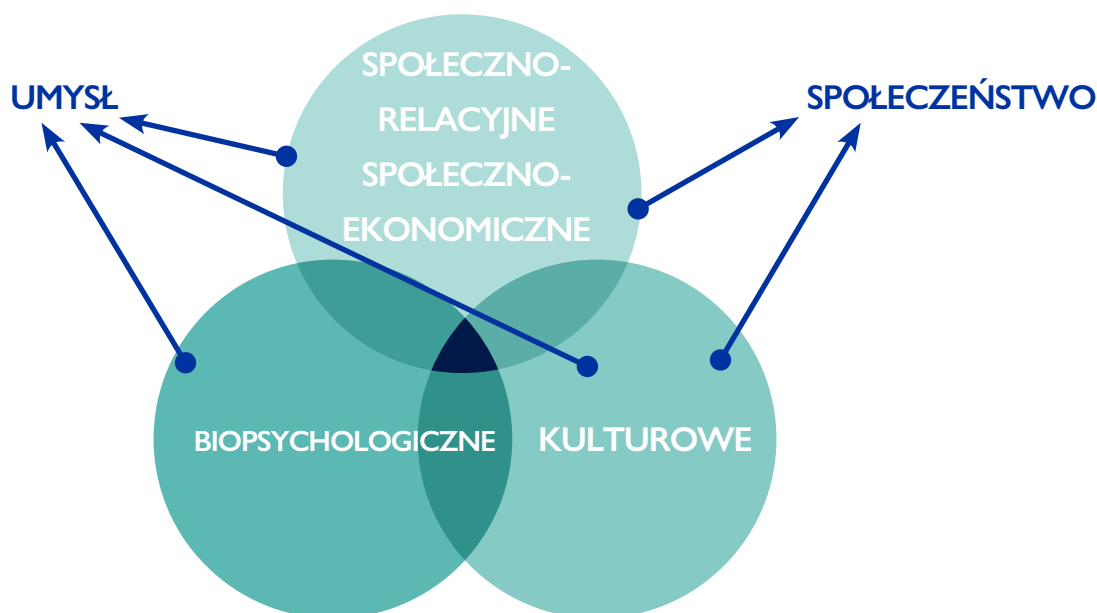 SPOŁECZNO-
RELACYJNE
SPOŁECZNO-
EKONOMICZNE
UMYSŁ
SPOŁECZEŃSTWO
BIOPSYCHOLOGICZNE
KULTUROWE